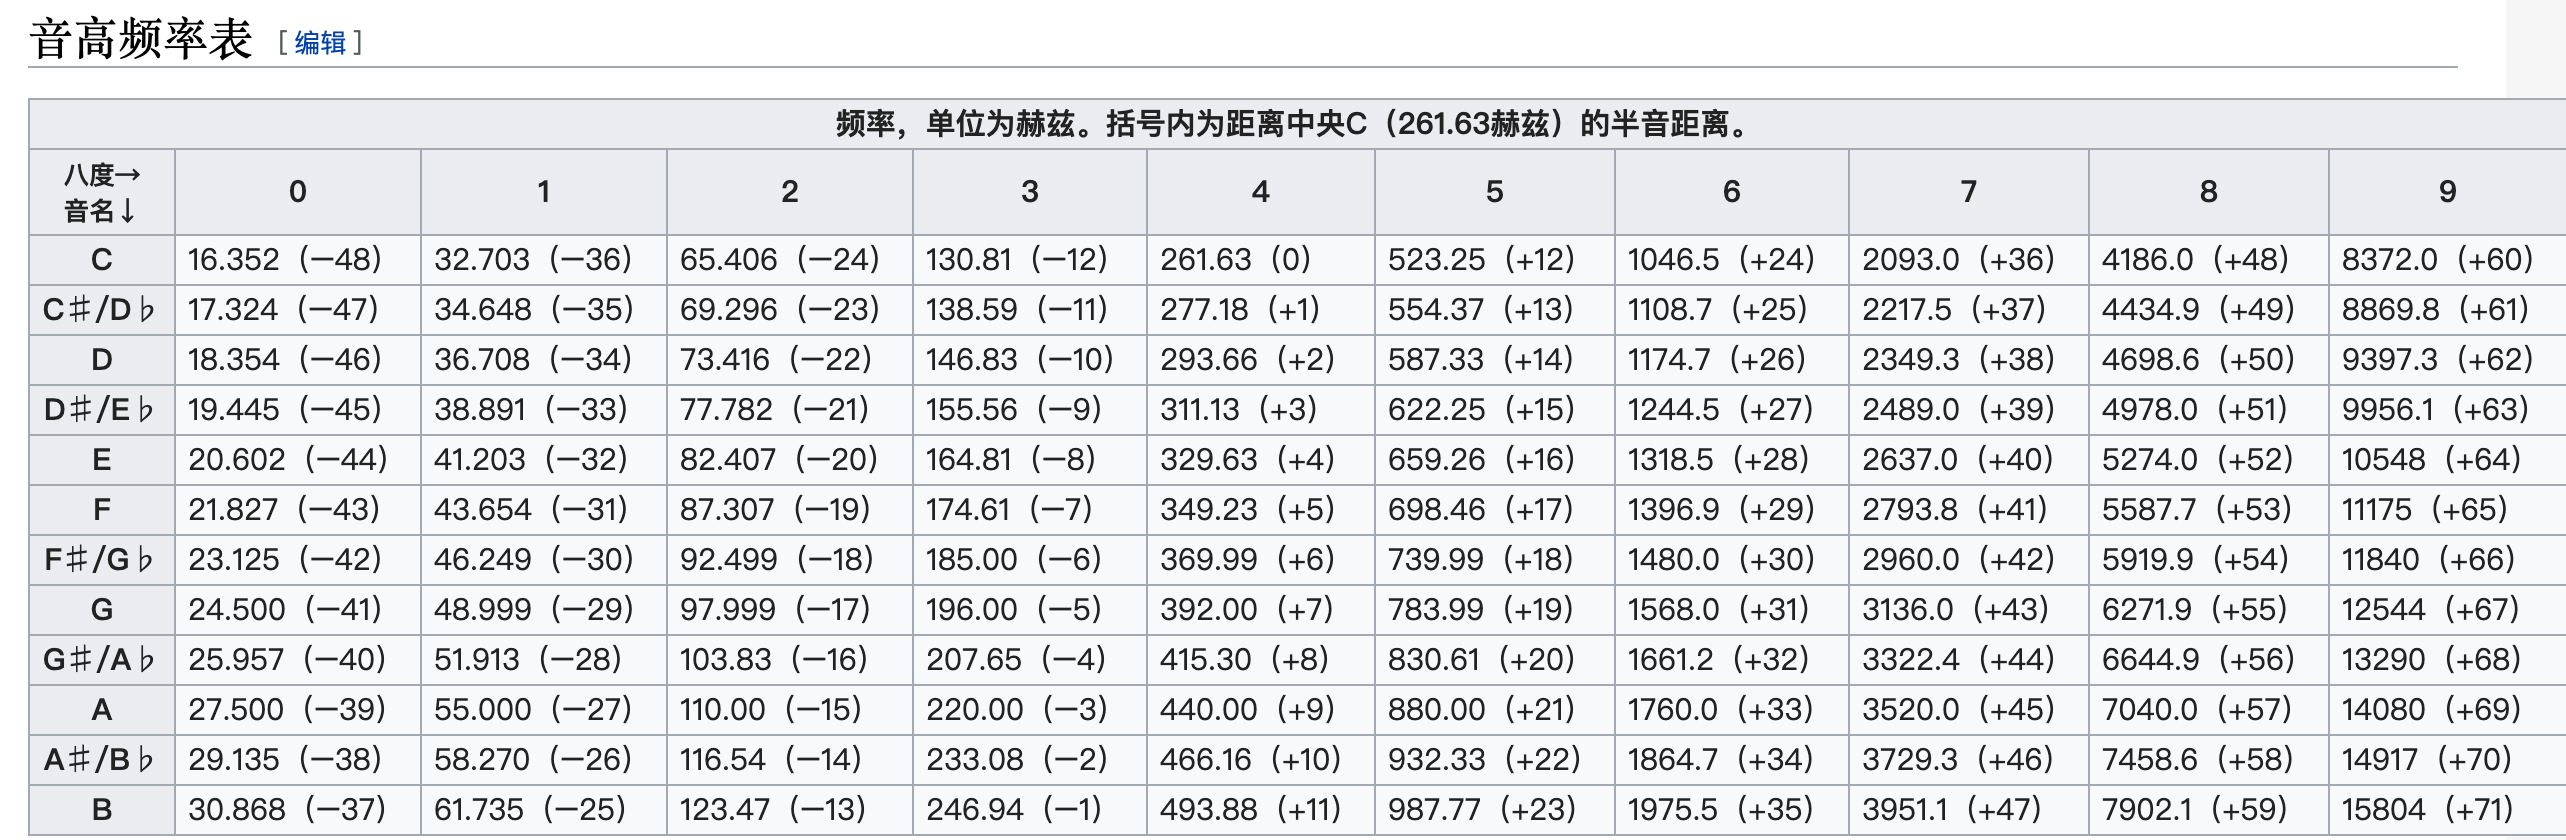 音高频率表 [编辑]
频率，单位为赫兹。括号内为距离中央C（261.63赫兹）的半音距离。
八度→
音名↓ 0 1 2 3 4 5 6 7 8 9
C 16.352 (−48) 32.703 (−36) 65.406 (−24) 130.81 (−12) 261.63 (0) 523.25 (+12) 1046.5 (+24) 2093.0 (+36) 4186.0 (+48) 8372.0 (+60)
C♯/D♭ 17.324 (−47) 34.648 (−35) 69.296 (−23) 138.59 (−11) 277.18 (+1) 554.37 (+13) 1108.7 (+25) 2217.5 (+37) 4434.9 (+49) 8869.8 (+61)
D 18.354 (−46) 36.708 (−34) 73.416 (−22) 146.83 (−10) 293.66 (+2) 587.33 (+14) 1174.7 (+26) 2349.3 (+38) 4698.6 (+50) 9397.3 (+62)
D♯/E♭ 19.445 (−45) 38.891 (−33) 77.782 (−21) 155.56 (−9) 311.13 (+3) 622.25 (+15) 1244.5 (+27) 2489.0 (+39) 4978.0 (+51) 9956.1 (+63)
E 20.602 (−44) 41.203 (−32) 82.407 (−20) 164.81 (−8) 329.63 (+4) 659.26 (+16) 1318.5 (+28) 2637.0 (+40) 5274.0 (+52) 10548 (+64)
F 21.827 (−43) 43.654 (−31) 87.307 (−19) 174.61 (−7) 349.23 (+5) 698.46 (+17) 1396.9 (+29) 2793.8 (+41) 5587.7 (+53) 11175 (+65)
F♯/G♭ 23.125 (−42) 46.249 (−30) 92.499 (−18) 185.00 (−6) 369.99 (+6) 739.99 (+18) 1480.0 (+30) 2960.0 (+42) 5919.9 (+54) 11840 (+66)
G 24.500 (−41) 48.999 (−29) 97.999 (−17) 196.00 (−5) 392.00 (+7) 783.99 (+19) 1568.0 (+31) 3136.0 (+43) 6271.9 (+55) 12544 (+67)
G♯/A♭ 25.957 (−40) 51.913 (−28) 103.83 (−16) 207.65 (−4) 415.30 (+8) 830.61 (+20) 1661.2 (+32) 3322.4 (+44) 6644.9 (+56) 13290 (+68)
A 27.500 (−39) 55.000 (−27) 110.00 (−15) 220.00 (−3) 440.00 (+9) 880.00 (+21) 1760.0 (+33) 3520.0 (+45) 7040.0 (+57) 14080 (+69)
A♯/B♭ 29.135 (−38) 58.270 (−26) 116.54 (−14) 233.08 (−2) 466.16 (+10) 932.33 (+22) 1864.7 (+34) 3729.3 (+46) 7458.6 (+58) 14917 (+70)
B 30.868 (−37) 61.735 (−25) 123.47 (−13) 246.94 (−1) 493.88 (+11) 987.77 (+23) 1975.5 (+35) 3951.1 (+47) 7902.1 (+59) 15804 (+71)